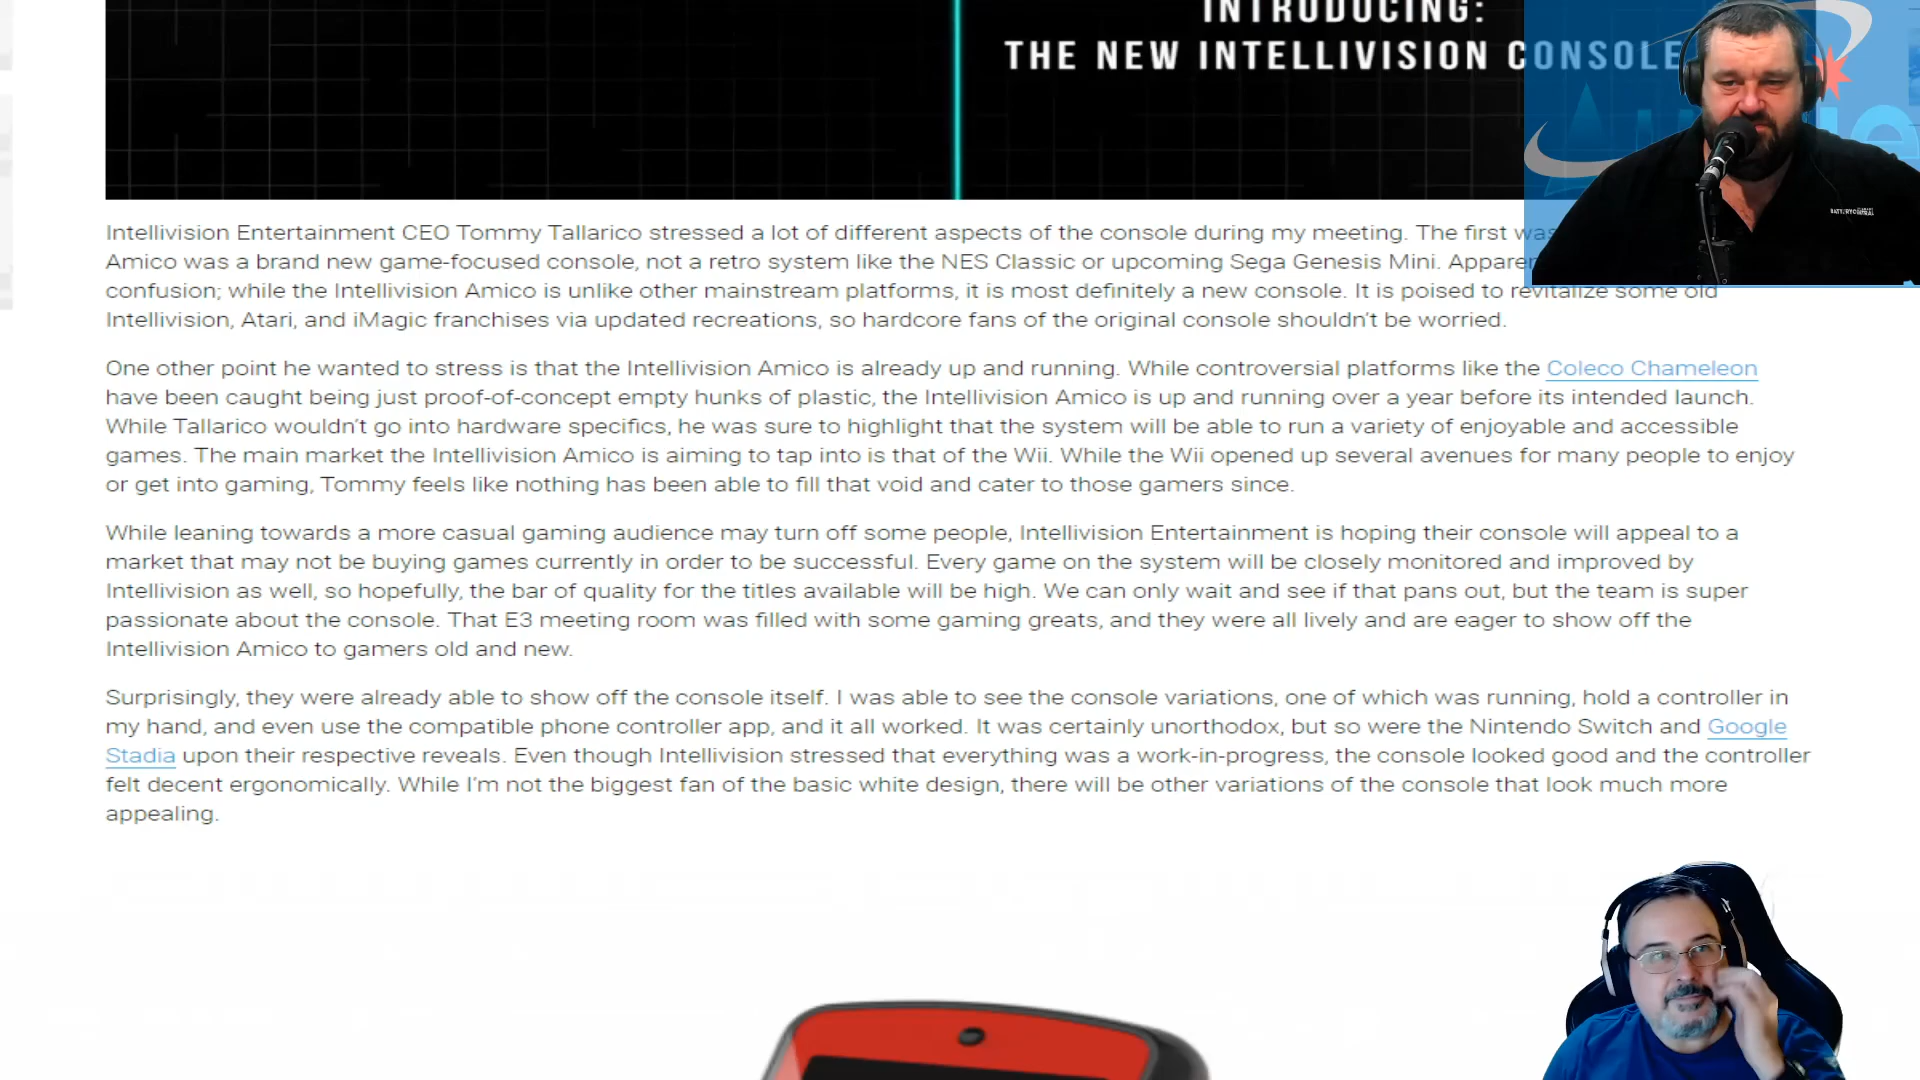 INTRODUCING:
THE NEW INTELLIVISION CONSOLE
Intellivision Entertainment CEO Tommy Tallarico stressed a lot of different aspects of the console during my meeting. The first was
Amico was a brand new game-focused console, not a retro system like the NES Classic or upcoming Sega Genesis Mini.
confusion; while the Intellivision Amico is unlike other mainstream platforms, it is most definitely a new console. It is poised to revitalize some old
Intellivision, Atari, and iMagic franchises via updated recreations, so hardcore fans of the original console shouldn't be worried.
One other point he wanted to stress is that the Intellivision Amico is already up and running. While controversial platforms like the Coleco Chameleon
have been caught being just proof-of-concept empty hunks of plastic, the Intellivision Amico is up and running over a year before its intended launch.
While Tallarico wouldn't go into hardware specifics, he was sure to highlight that the system will be able to run a variety of enjoyable and accessible
games. The main market the Intellivision Amico is aiming to tap into is that of the Wii. While the Wii opened up several avenues for many people to enjoy
or get into gaming, Tommy feels like nothing has been able to fill that void and cater to those gamers since.
While leaning towards a more casual gaming audience may turn off some people, Intellivision Entertainment is hoping their console will appeal to a
market that may not be buying games currently in order to be successful. Every game on the system will be closely monitored and improved by
Intellivision as well, so hopefully, the bar of quality for the titles available will be high. We can only wait and see if that pans out, but the team is super
passionate about the console. That E3 meeting room was filled with some gaming greats, and they were all lively and are eager to show off the
Intellivision Amico to gamers old and new.
Surprisingly, they were already able to show off the console itself. I was able to see the console variations, one of which was running, hold a controller in
my hand, and even use the compatible phone controller app, and it all worked. It was certainly unorthodox, but so were the Nintendo Switch and Google
Stadia upon their respective reveals. Even though Intellivision stressed that everything was a work-in-progress, the console looked good and the controller
felt decent ergonomically. While I'm not the biggest fan of the basic white design, there will be other variations of the console that look much more
appealing.